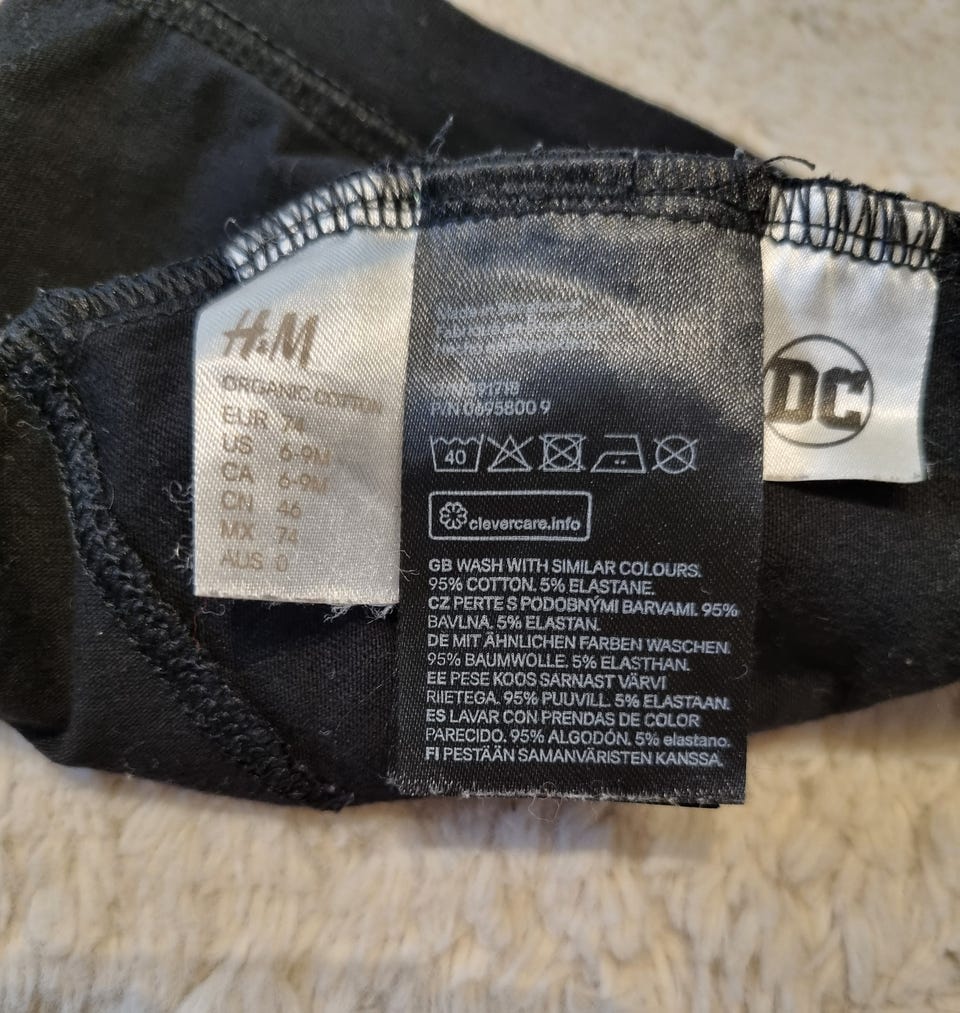 H&M
ORGANIC COTTON
EUR 74
US 6-9M
CA 6-9M
CN 46
MX 74
AUS 0
P/N 0695800 9
40
clevercare.info
GB WASH WITH SIMILAR COLOURS.
95% COTTON. 5% ELASTANE.
CZ PERTE S PODOBNÝMI BARVAMI. 95%
BAVLNA. 5% ELASTAN.
DE MIT ÄHNLICHEN FARBEN WASCHEN.
95% BAUMWOLLE. 5% ELASTHAN.
EE PESE KOOS SARNAST VÄRVI
RIIETEGA. 95% PUUVILL. 5% ELASTAAN.
ES LAVAR CON PRENDAS DE COLOR
PARECIDO. 95% ALGODÓN. 5% elastano.
FI PESTÄÄN SAMANVÄRISTEN KANSSA.
DC